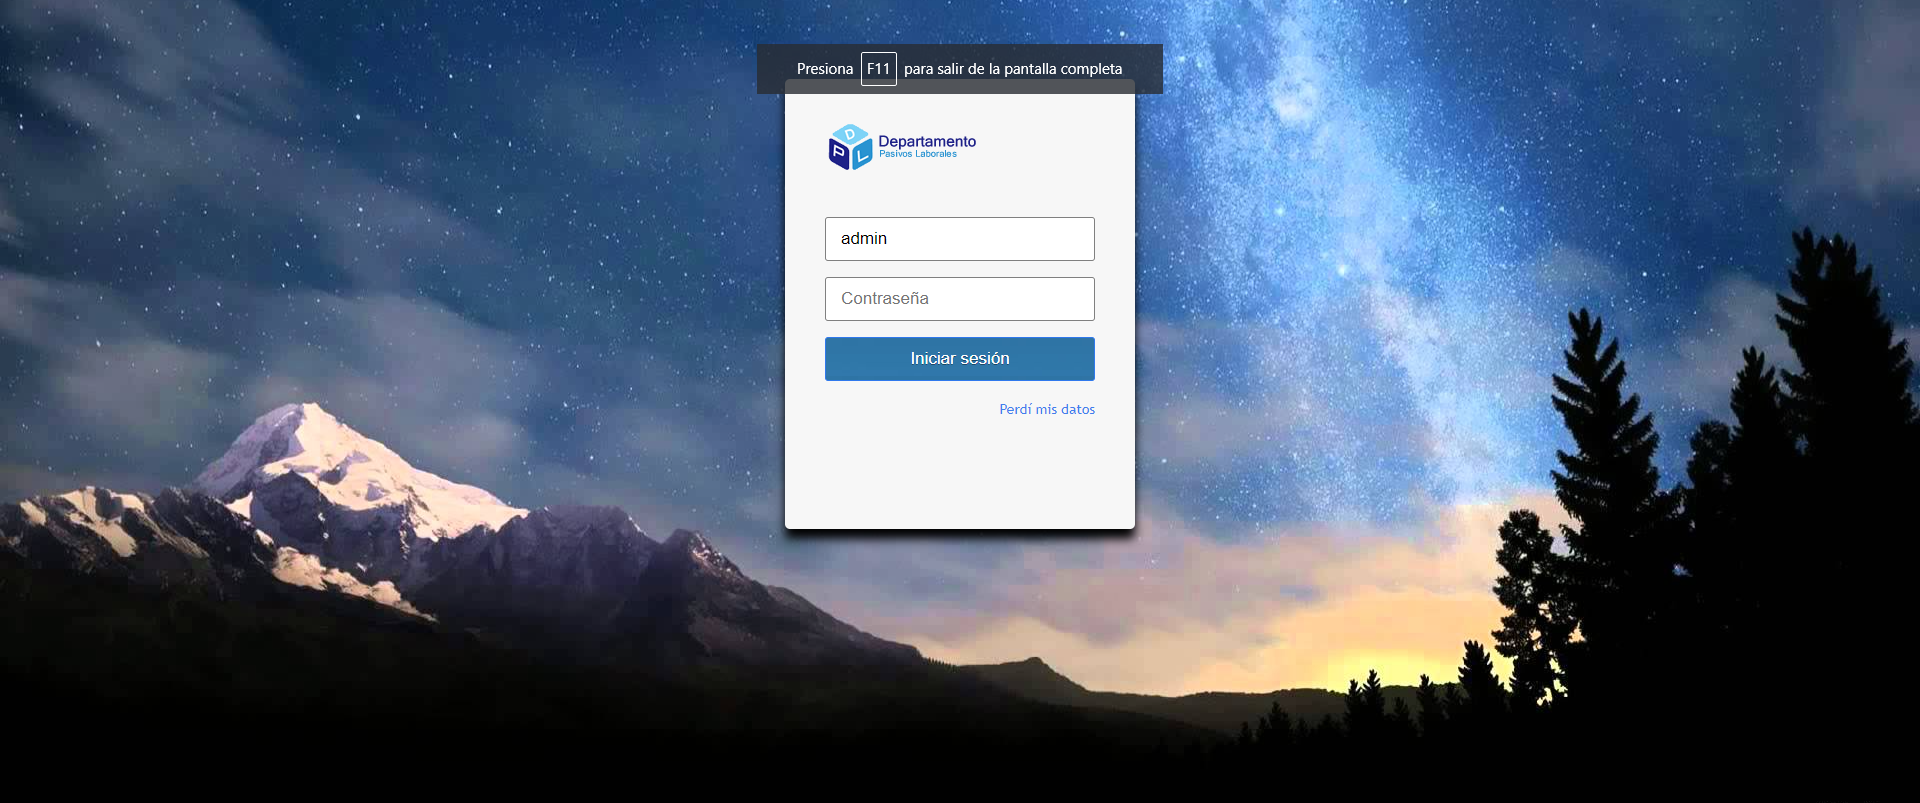 Presiona F11 para salir de la pantalla completa
D
P L
Departamento
Pasivos Laborales
admin
Contraseña
Iniciar sesión
Perdí mis datos